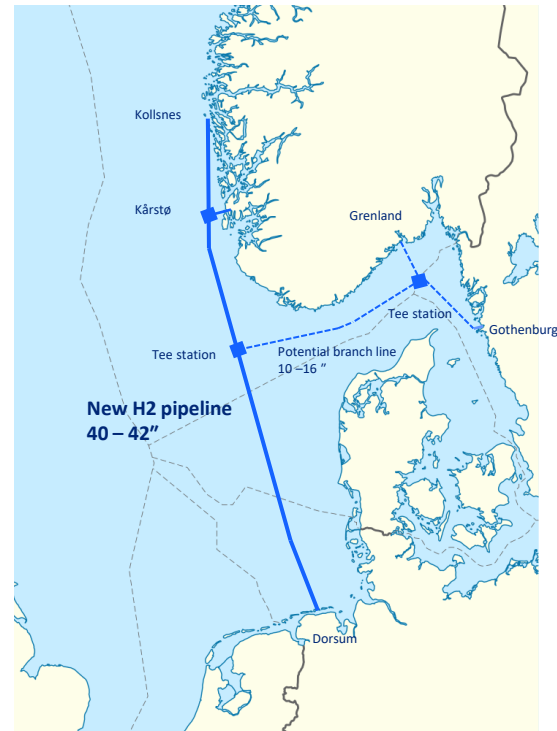 Kollsnes
Kårstø
Grenland
Tee station
Gothenburg
Tee station
Potential branch line
10 –16 ”
New H2 pipeline
40 – 42”
Dorsum